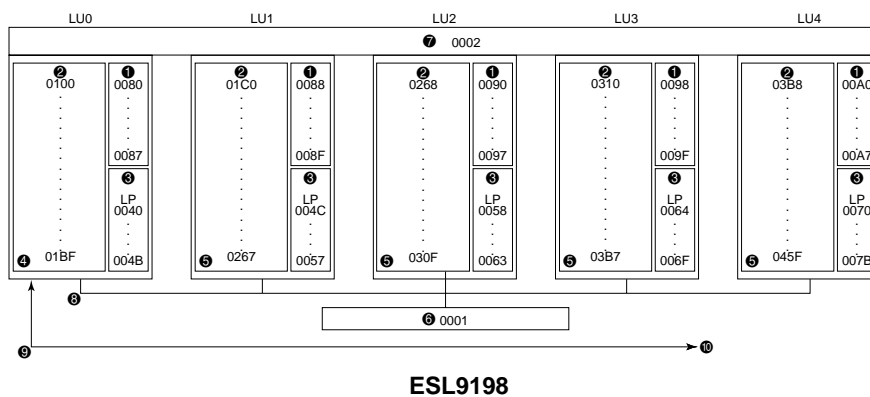 LU0 LU1 LU2 LU3 LU4
❼ 0002
❷ ❶ ❷ ❶ ❷ ❶ ❷ ❶ ❷ ❶
0100 0080 01C0 0088 0268 0090 0310 0098 03B8 00A0
0087 008F 0097 009F 00A7
❸ ❸ ❸ ❸ ❸
LP LP LP LP LP
0040 004C 0058 0064 0070
❹ 01BF 004B ❺ 0267 0057 ❺ 030F 0063 ❺ 03B7 006F ❺ 045F 007B
❽
❻ 0001
❾ ❿
ESL9198